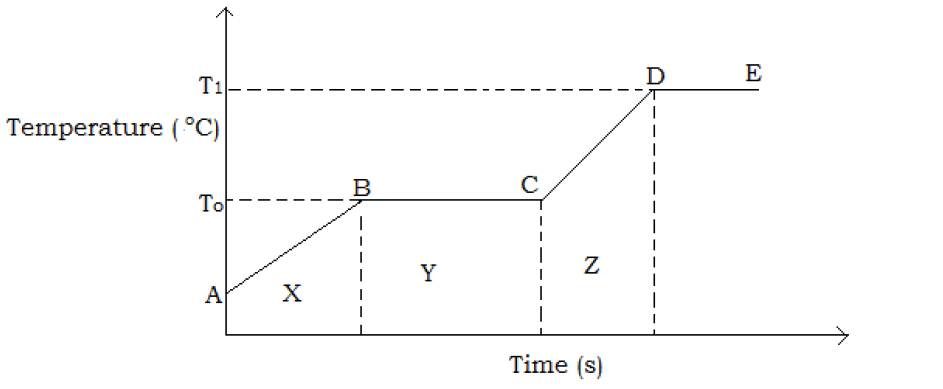 D E
T1
Temperature (°C)
B C
To
Y Z
A X
Time (s)